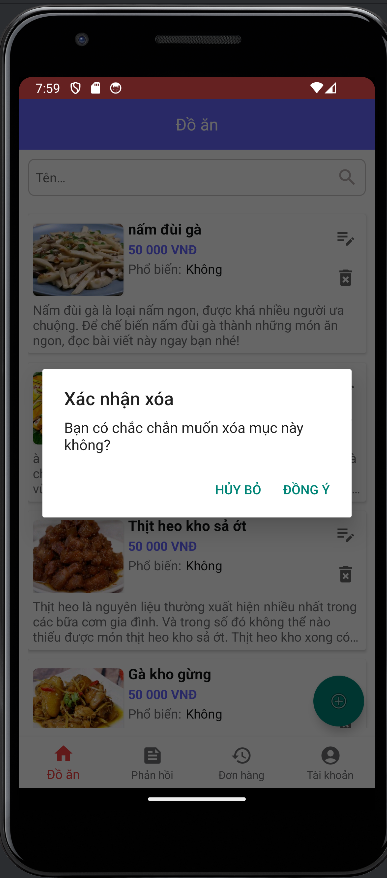 7:59
Đồ ăn
Tên...
nấm đùi gà
50 000 VNĐ
Phổ biến: Không
Nấm đùi gà là loại nấm ngon, được khá nhiều người ưa
chuộng. Để chế biến nấm đùi gà thành những món ăn
ngon, đọc bài viết này ngay bạn nhé!
Xác nhận xóa
Bạn có chắc chắn muốn xóa mục này
không?
HỦY BỎ
ĐỒNG Ý
Thịt heo kho sả ớt
50 000 VNĐ
Phổ biến: Không
Thịt heo là nguyên liệu thường xuất hiện nhiều nhất trong
các bữa cơm gia đình. Và trong số đó không thể nào
thiếu được món thịt heo kho sả ớt. Thịt heo kho xong có...
Gà kho gừng
50 000 VNĐ
Phổ biến: Không
Đồ ăn
Phản hồi
Đơn hàng
Tài khoản